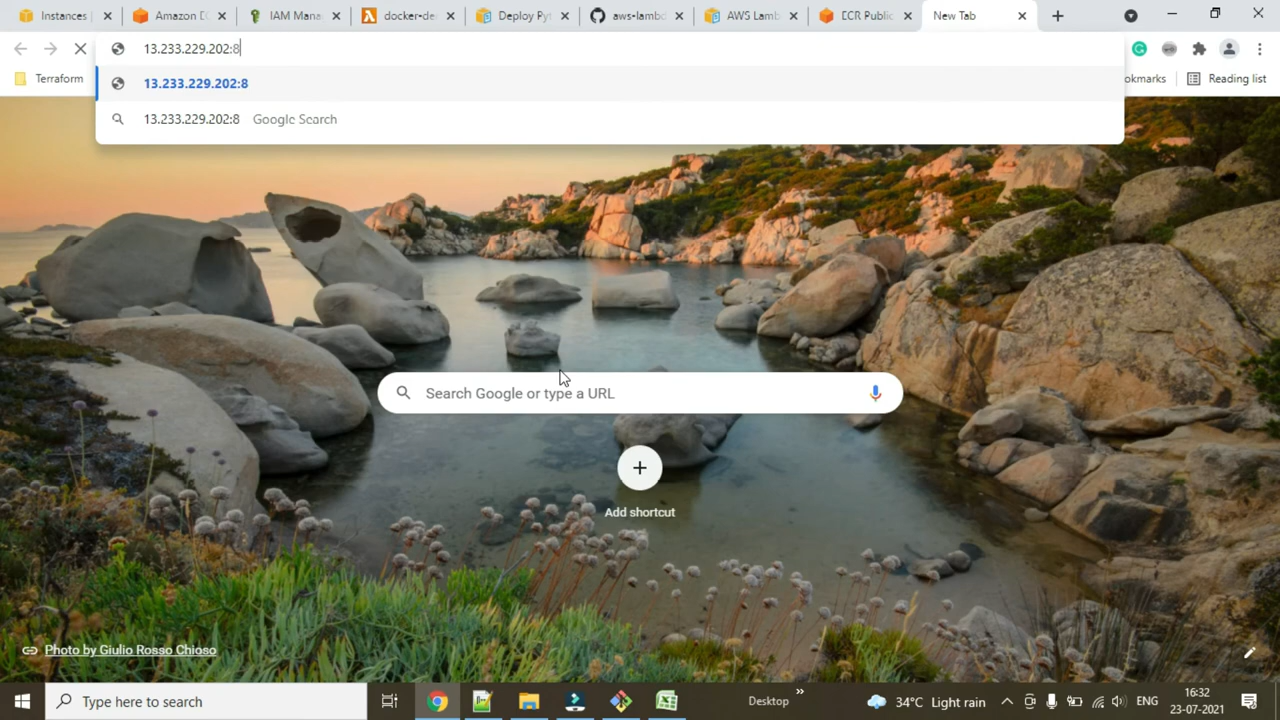 Instances
Amazon EC
IAM Mana
docker-de
Deploy Pyt
aws-lambd
AWS Lamb
ECR Public
New Tab
13.233.229.202:8
Terraform
okmarks
Reading list
13.233.229.202:8
13.233.229.202:8 Google Search
Search Google or type a URL
Add shortcut
Photo by Giulio Rosso Chioso
Type here to search
Desktop
34°C Light rain
ENG
16:32
23-07-2021